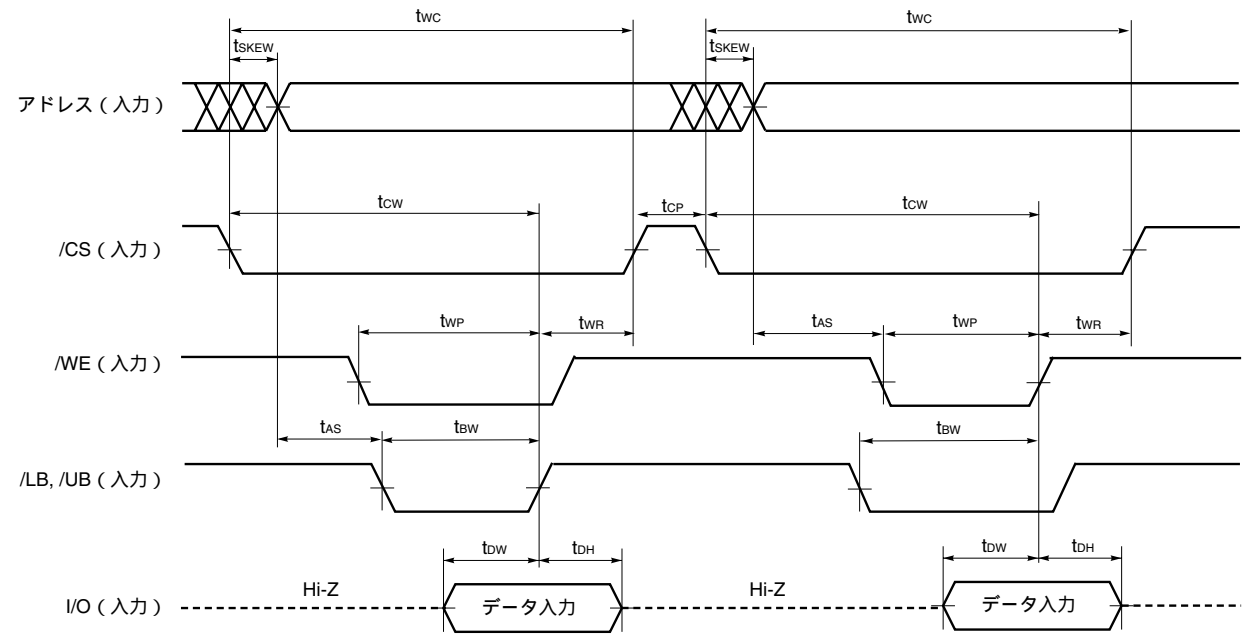 tWC tWC
tSKEW tSKEW
アドレス（入力）
tCW tCP tCW
/CS（入力）
tWP tWR tAS tWP tWR
/WE（入力）
tAS tBW tBW
/LB, /UB（入力）
tDW tDH tDW tDH
Hi-Z Hi-Z
I/O（入力） データ入力 データ入力